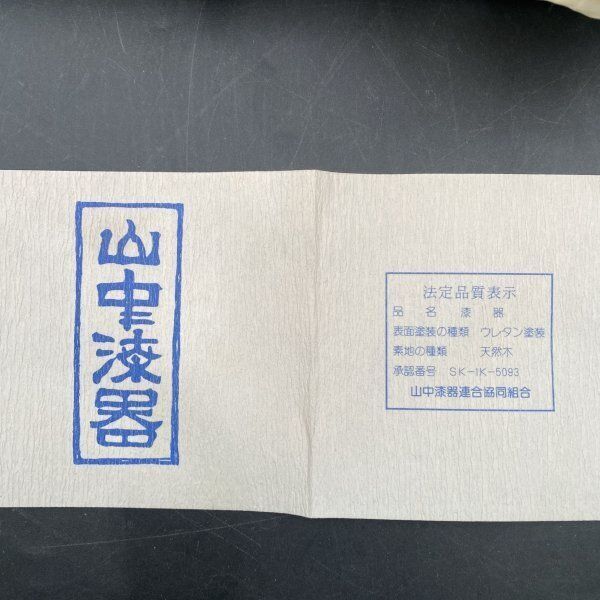 山中漆器
法定品質表示
品名 漆器
表面塗装の種類 ウレタン塗装
素地の種類 天然木
承認番号 SK-1K-5093
山中漆器連合協同組合